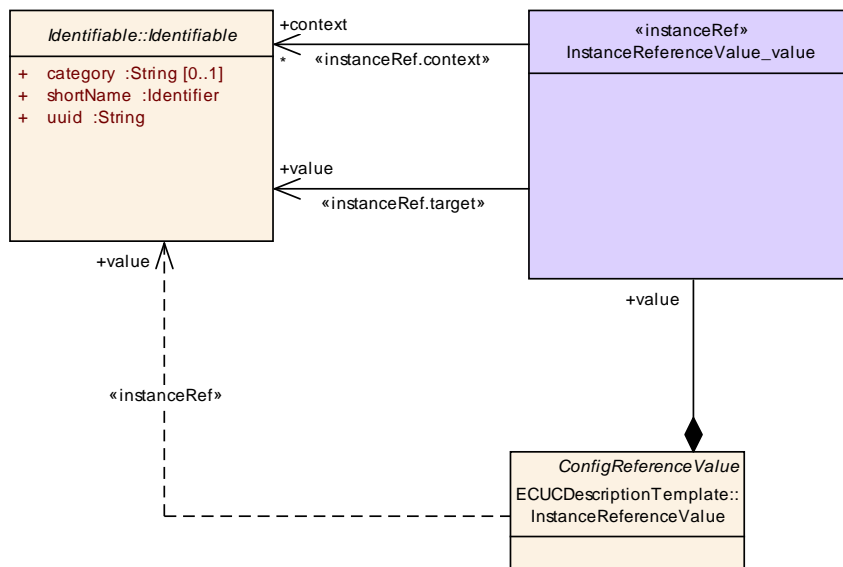 Identifiable::Identifiable
+ category :String [0..1]
+ shortName :Identifier
+ uuid :String
+context
*
«instanceRef.context»
+value
«instanceRef.target»
«instanceRef»
InstanceReferenceValue_value
+value
+value
«instanceRef»
ConfigReferenceValue
ECUCDescriptionTemplate::
InstanceReferenceValue